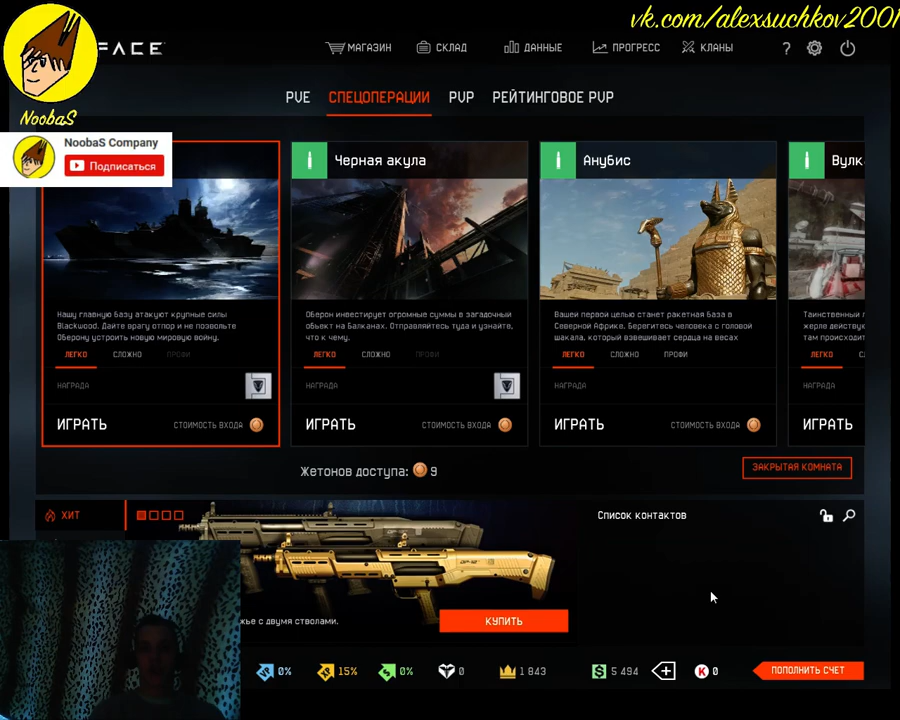 vk.com/alexsuchkov2001
FACE
МАГАЗИН
СКЛАД
ДАННЫЕ
ПРОГРЕСС
КЛАНЫ
?
NoobaS
PVE
СПЕЦОПЕРАЦИИ
PVP
РЕЙТИНГОВОЕ PVP
NoobaS Company
Подписаться
Черная акула
Анубис
Вулк
Нашу главную базу атакуют крупные силы
Blackwood. Дайте врагу отпор и не позвольте
Оберону устроить новую мировую войну.
ЛЕГКО СЛОЖНО ПРОФИ
НАГРАДА
ИГРАТЬ
СТОИМОСТЬ ВХОДА
Оберон инвестирует огромные суммы в загадочный
объект на Балканах. Отправляйтесь туда и узнайте,
что к чему.
ЛЕГКО СЛОЖНО ПРОФИ
НАГРАДА
ИГРАТЬ
СТОИМОСТЬ ВХОДА
Вашей первой целью станет ракетная база в
Северной Африке. Берегитесь человека с головой
шакала, который взвешивает сердца на весах
ЛЕГКО СЛОЖНО ПРОФИ
НАГРАДА
ИГРАТЬ
СТОИМОСТЬ ВХОДА
Таинственный
жерле действу
там происходит
ЛЕГКО
НАГРАДА
ИГРАТЬ
Жетонов доступа: 9
ЗАКРЫТАЯ КОМНАТА
ХИТ
Список контактов
жье с двумя стволами.
КУПИТЬ
0%
15%
0%
0
1 843
5 494
K 0
ПОПОЛНИТЬ СЧЕТ